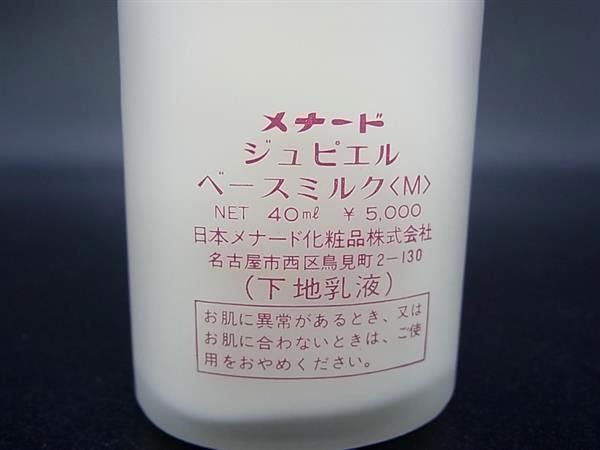 メナード
ジュピエル
ベースミルク〈M〉
NET 40ml ¥5,000
日本メナード化粧品株式会社
名古屋市西区鳥見町2-130
(下地乳液)
お肌に異常があるとき、又は
お肌に合わないときは、ご使
用をおやめください。